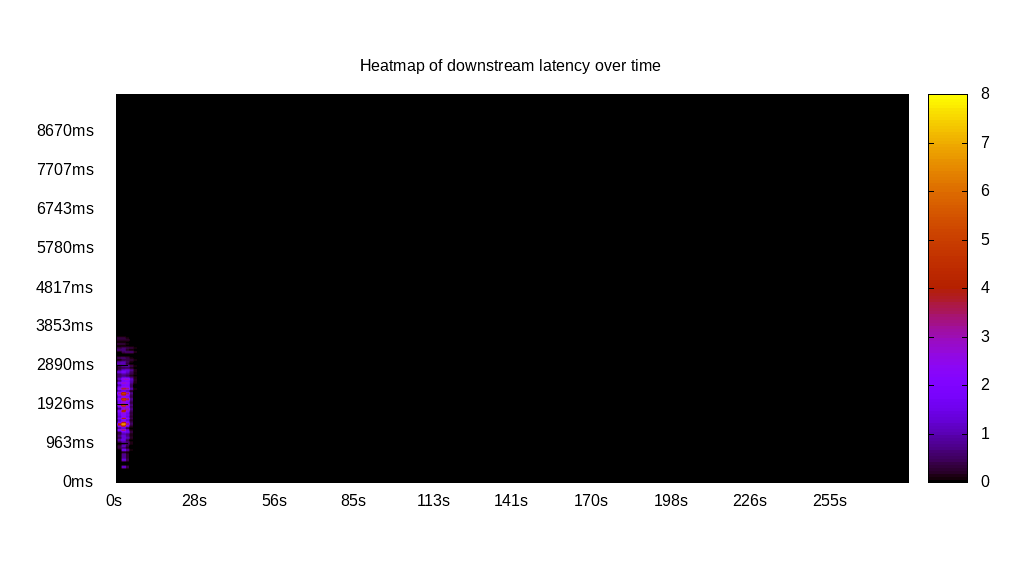 Heatmap of downstream latency over time
8670ms
7707ms
6743ms
5780ms
4817ms
3853ms
2890ms
1926ms
963ms
0ms
0s 28s 56s 85s 113s 141s 170s 198s 226s 255s
8
7
6
5
4
3
2
1
0